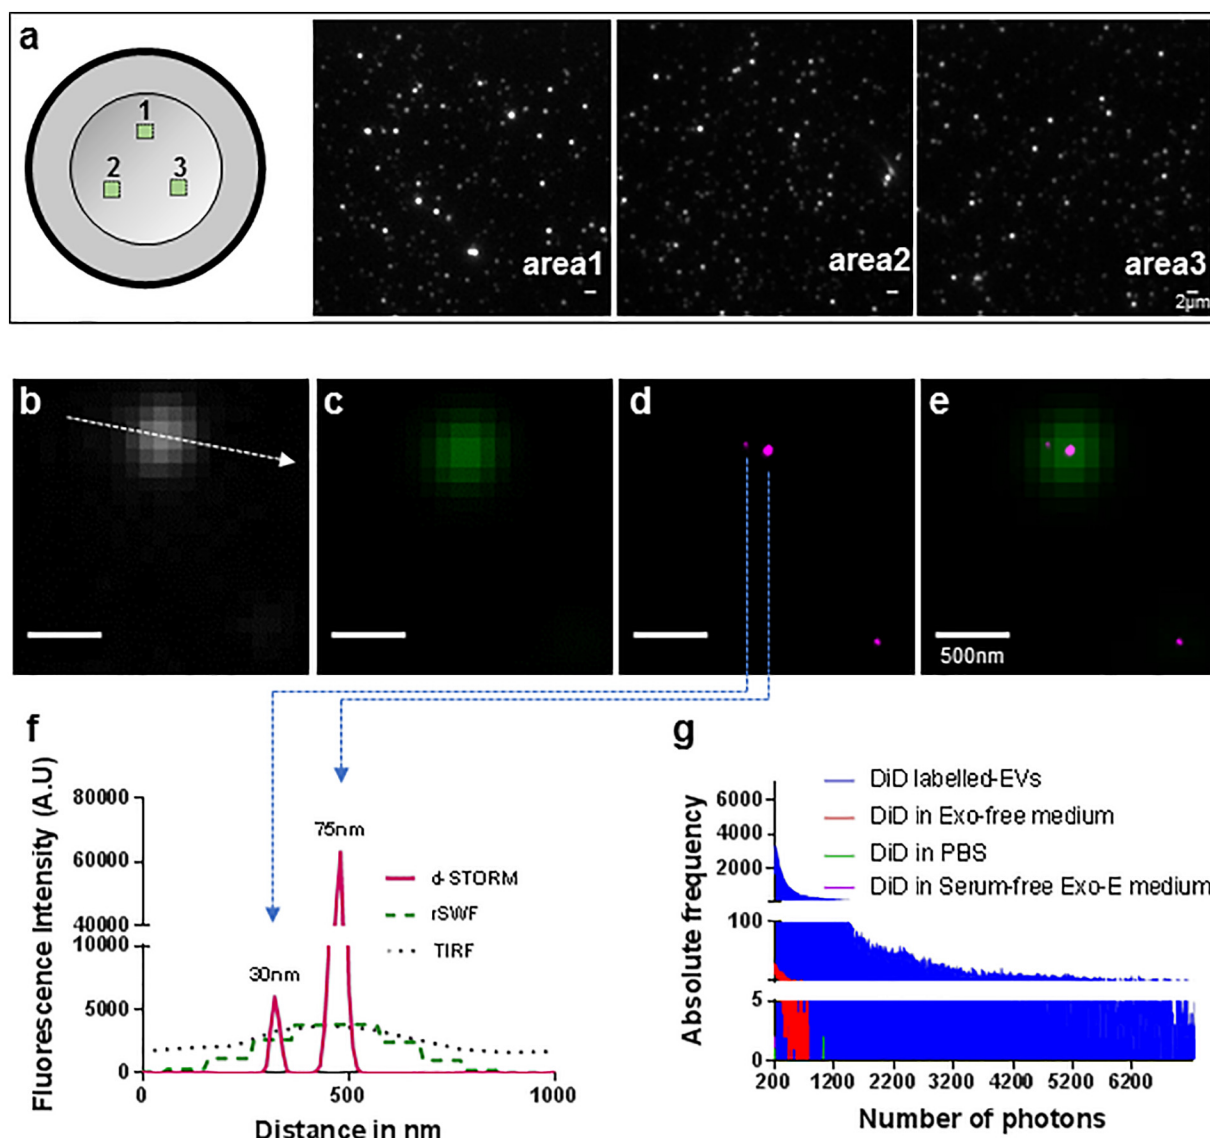 a
1
2 3
area1
area2
area3
2µm
b
c
d
e
500nm
f
Fluorescence Intensity (A.U)
80000
60000
40000
10000
5000
0
75nm
30nm
d-STORM
rSWF
TIRF
0 500 1000
Distance in nm
g
Absolute frequency
6000
4000
2000
100
5
0
DiD labelled-EVs
DiD in Exo-free medium
DiD in PBS
DiD in Serum-free Exo-E medium
200 1200 2200 3200 4200 5200 6200
Number of photons